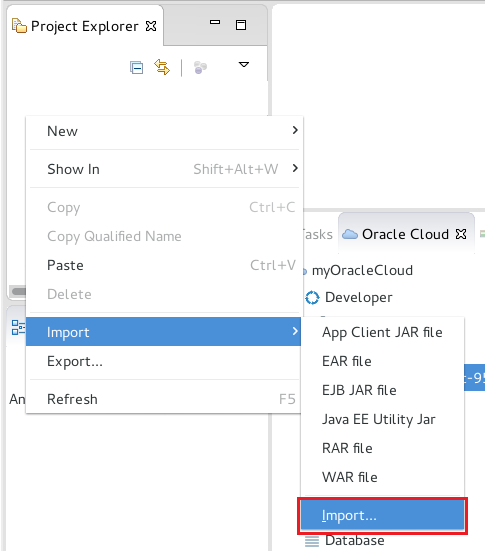 Project Explorer
New
Show In Shift+Alt+W
Copy Ctrl+C
Copy Qualified Name
Paste Ctrl+V
Delete
Import
Export...
Refresh F5
An
Tasks Oracle Cloud
myOracleCloud
Developer
App Client JAR file
EAR file
EJB JAR file
Java EE Utility Jar
RAR file
WAR file
Import...
Database